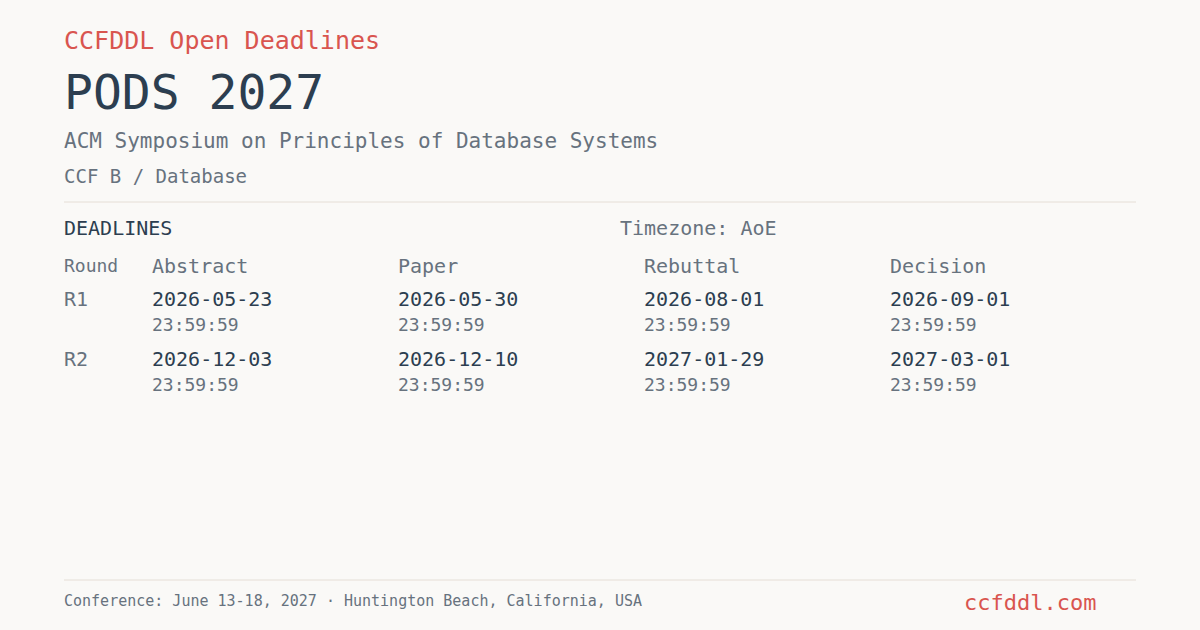 CCFDDL Open Deadlines
PODS 2027
ACM Symposium on Principles of Database Systems
CCF B / Database
DEADLINES Timezone: AoE
Round Abstract Paper Rebuttal Decision
R1 2026-05-23 2026-05-30 2026-08-01 2026-09-01
23:59:59 23:59:59 23:59:59 23:59:59
R2 2026-12-03 2026-12-10 2027-01-29 2027-03-01
23:59:59 23:59:59 23:59:59 23:59:59
Conference: June 13-18, 2027 · Huntington Beach, California, USA ccfddl.com